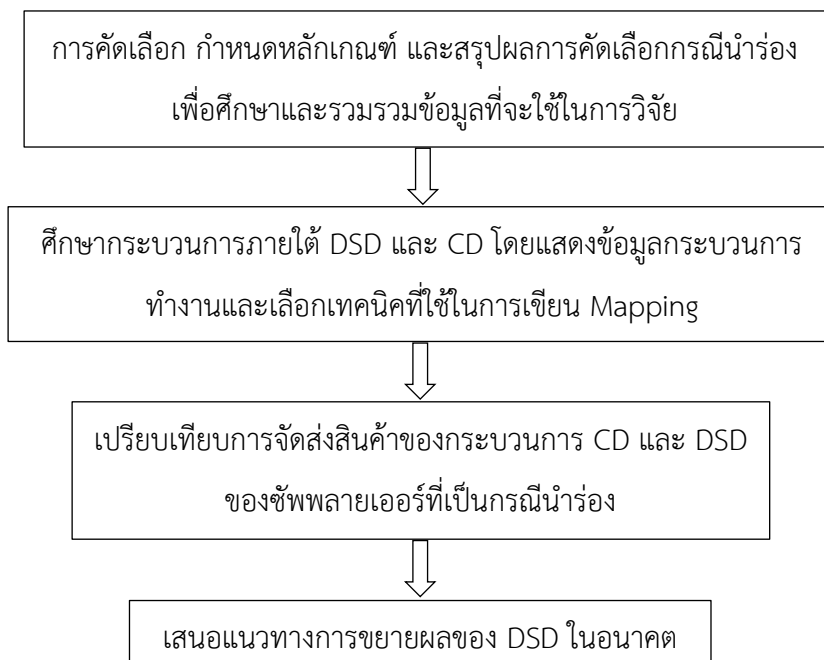 การคัดเลือก กำหนดหลักเกณฑ์ และสรุปผลการคัดเลือกกรณีนำร่อง
เพื่อศึกษาและรวมรวมข้อมูลที่จะใช้ในการวิจัย
ศึกษากระบวนการภายใต้ DSD และ CD โดยแสดงข้อมูลกระบวนการ
ทำงานและเลือกเทคนิคที่ใช้ในการเขียน Mapping
เปรียบเทียบการจัดส่งสินค้าของกระบวนการ CD และ DSD
ของซัพพลายเออร์ที่เป็นกรณีนำร่อง
เสนอแนวทางการขยายผลของ DSD ในอนาคต